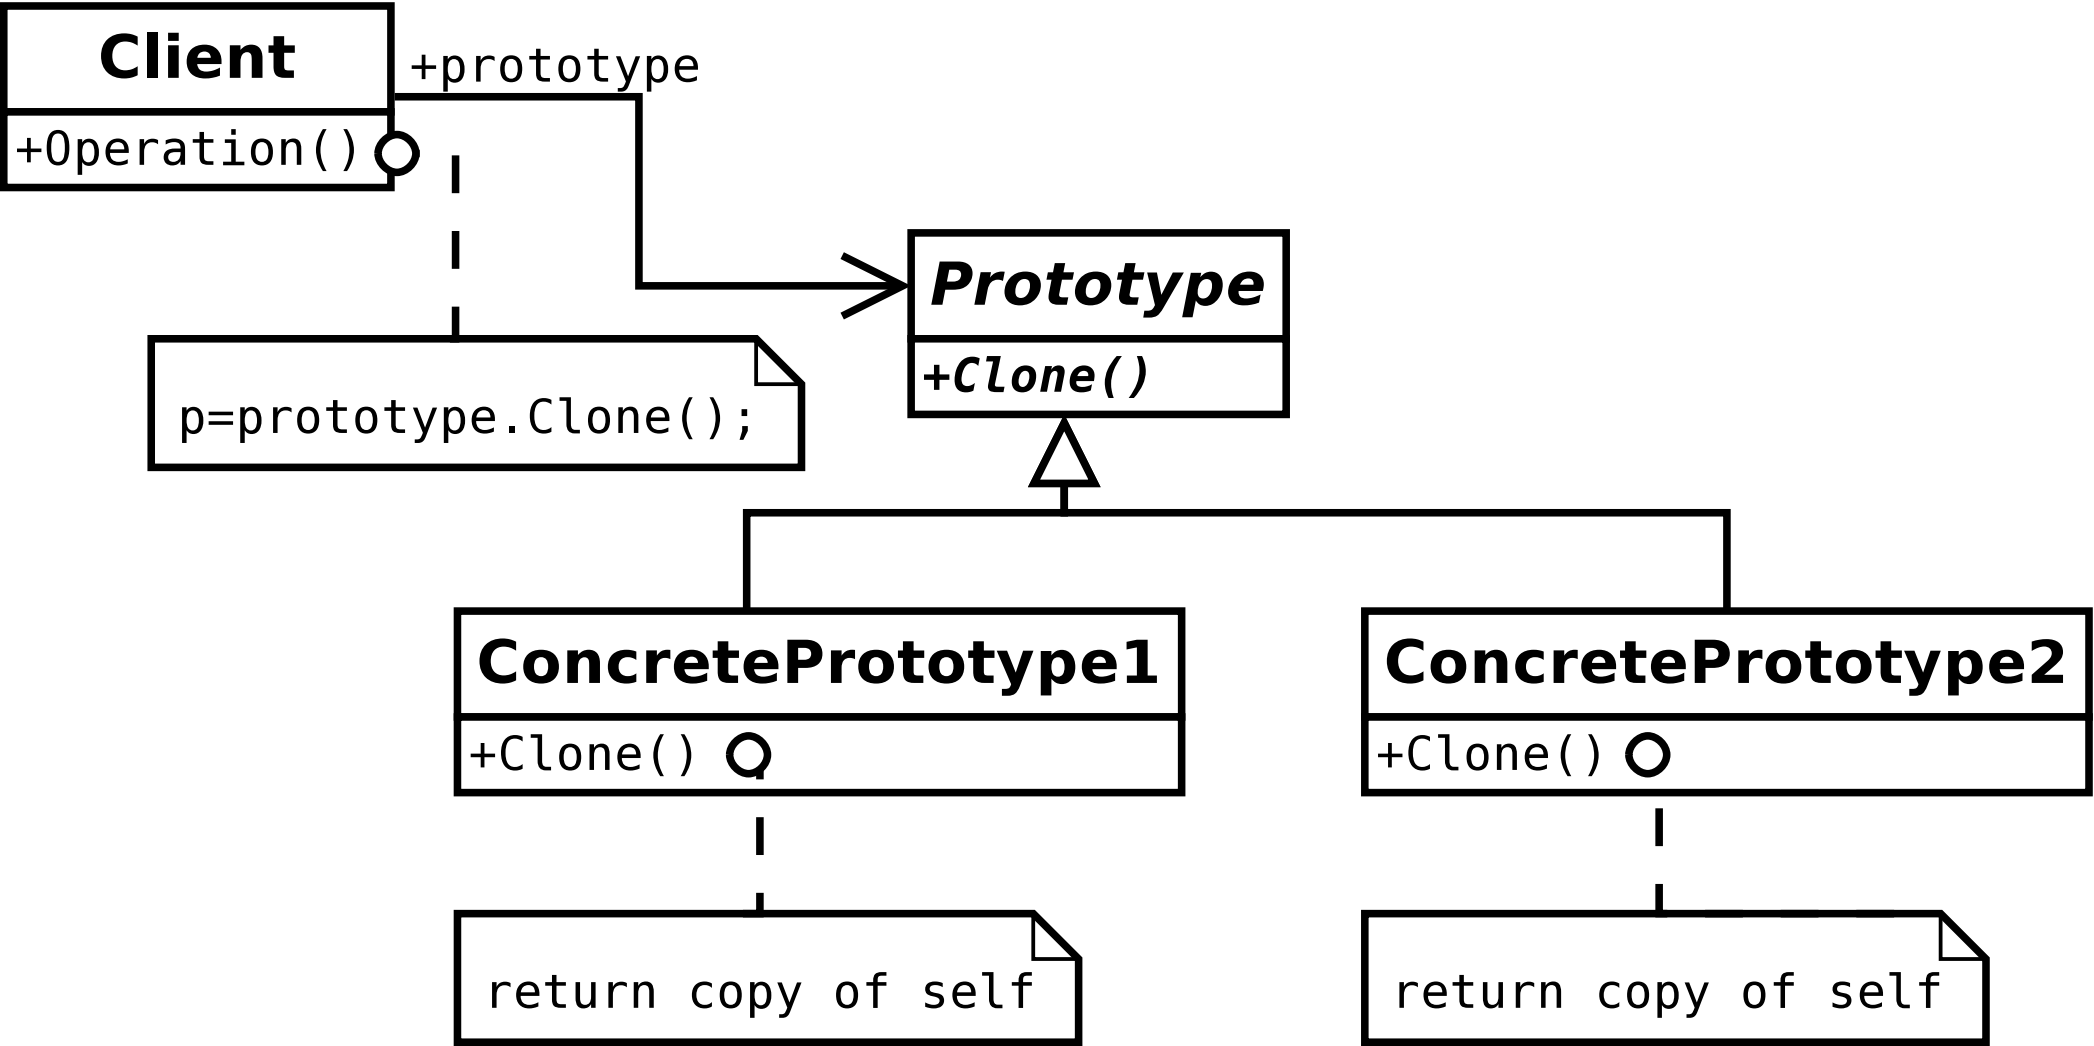 Client
+prototype
+Operation()
Prototype
+Clone()
p=prototype.Clone();
ConcretePrototype1
+Clone()
return copy of self
ConcretePrototype2
+Clone()
return copy of self